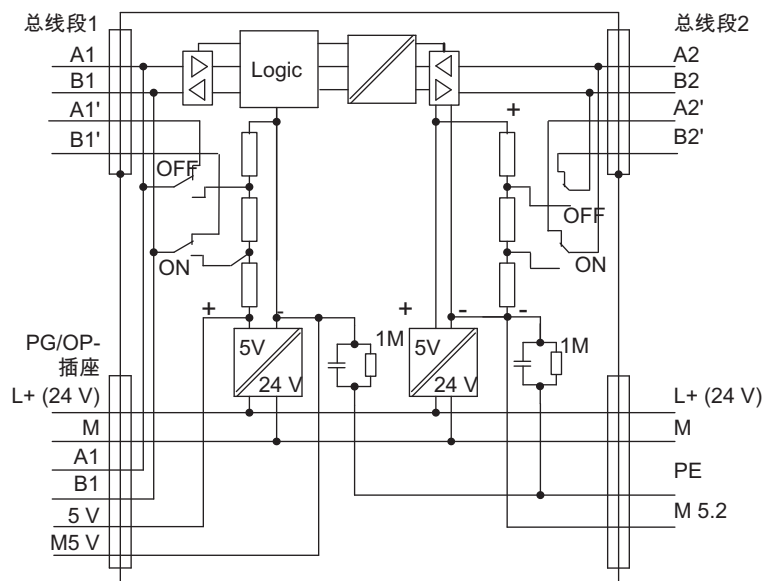 总线段1
总线段2
A1
B1
A1'
B1'
Logic
A2
B2
A2'
B2'
+
OFF
ON
OFF
ON
+
-
+
-
-
PG/OP-
插座
5V
24 V
1M
5V
24 V
1M
L+ (24 V)
M
A1
B1
5 V
M5 V
L+ (24 V)
M
PE
M 5.2